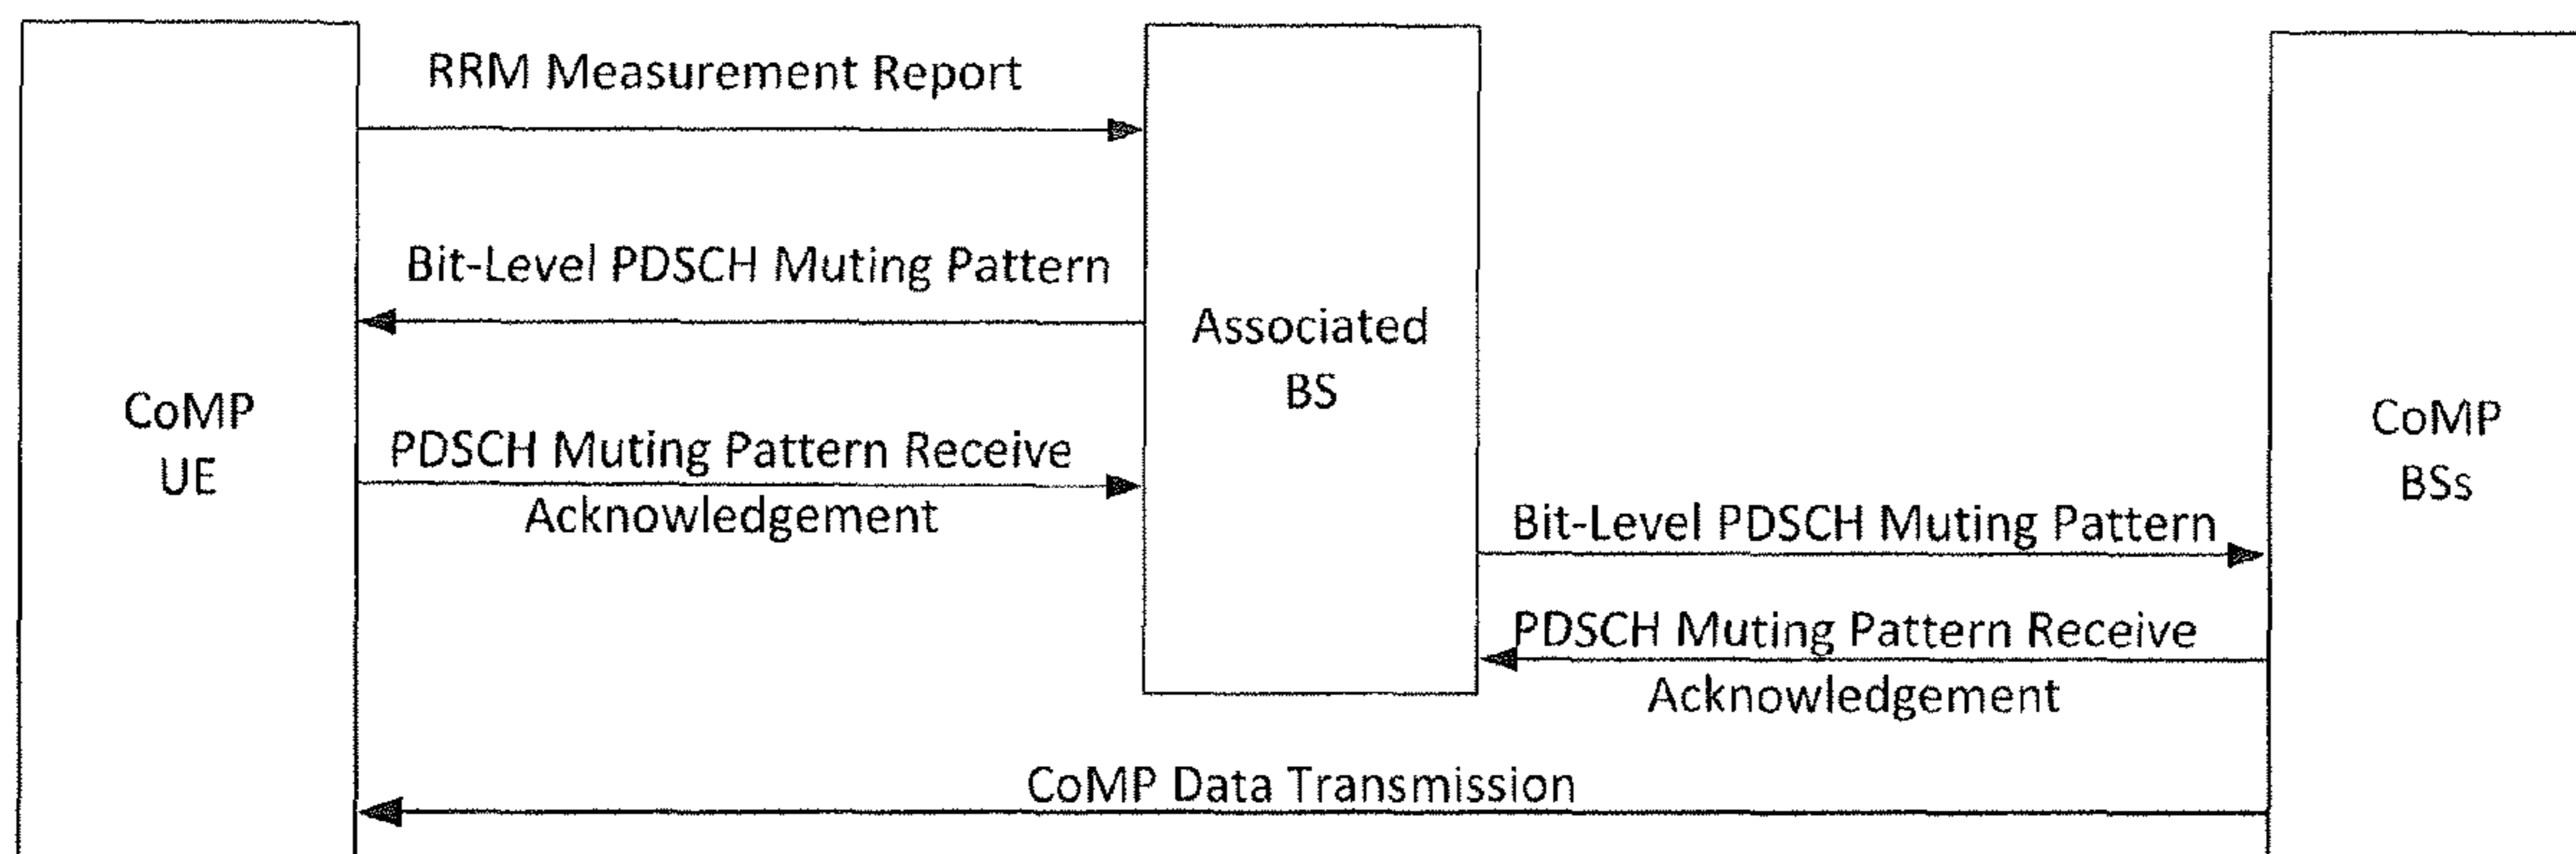 RRM Measurement Report
Bit-Level PDSCH Muting Pattern
Associated
BS
CoMP
UE
PDSCH Muting Pattern Receive
Acknowledgement
CoMP
BSs
Bit-Level PDSCH Muting Pattern
PDSCH Muting Pattern Receive
Acknowledgement
CoMP Data Transmission